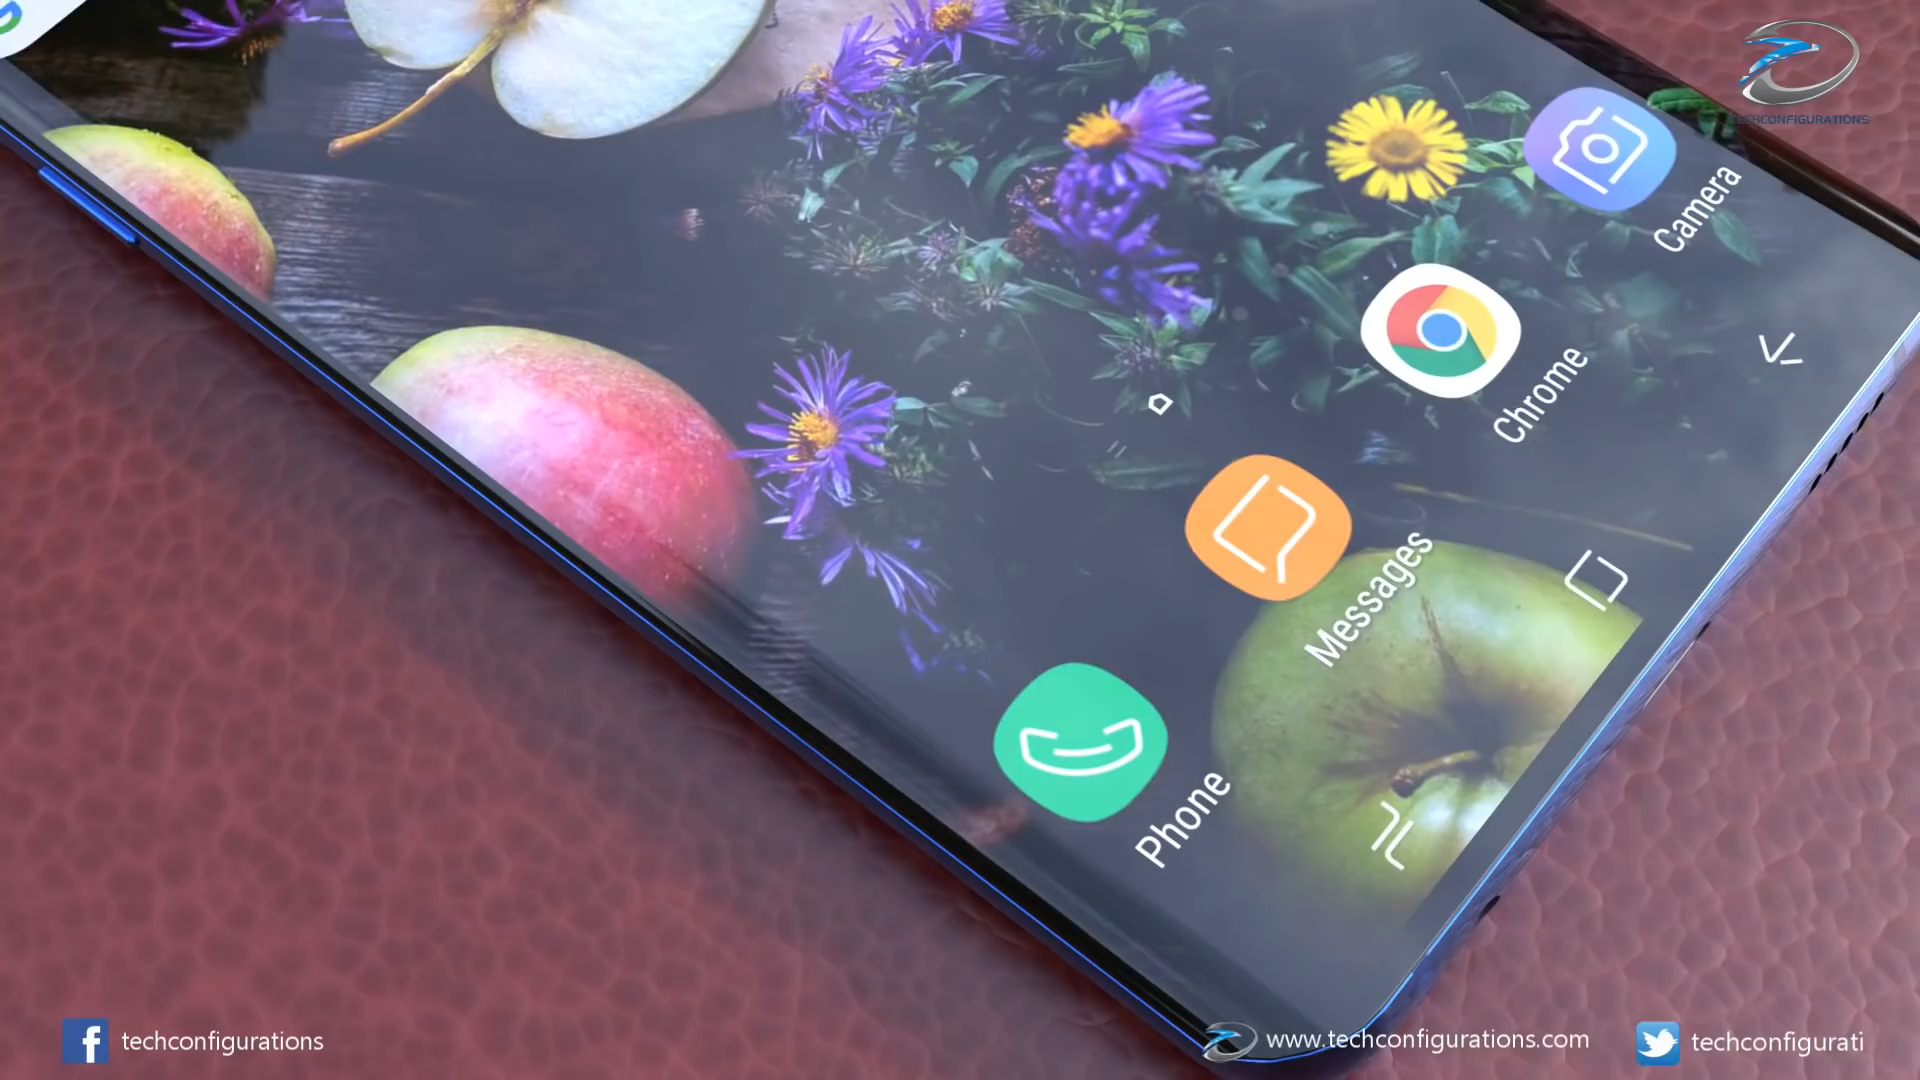 TECHCONFIGURATIONS
Camera
Chrome
Messages
Phone
techconfigurations
www.techconfigurations.com
techconfigurati